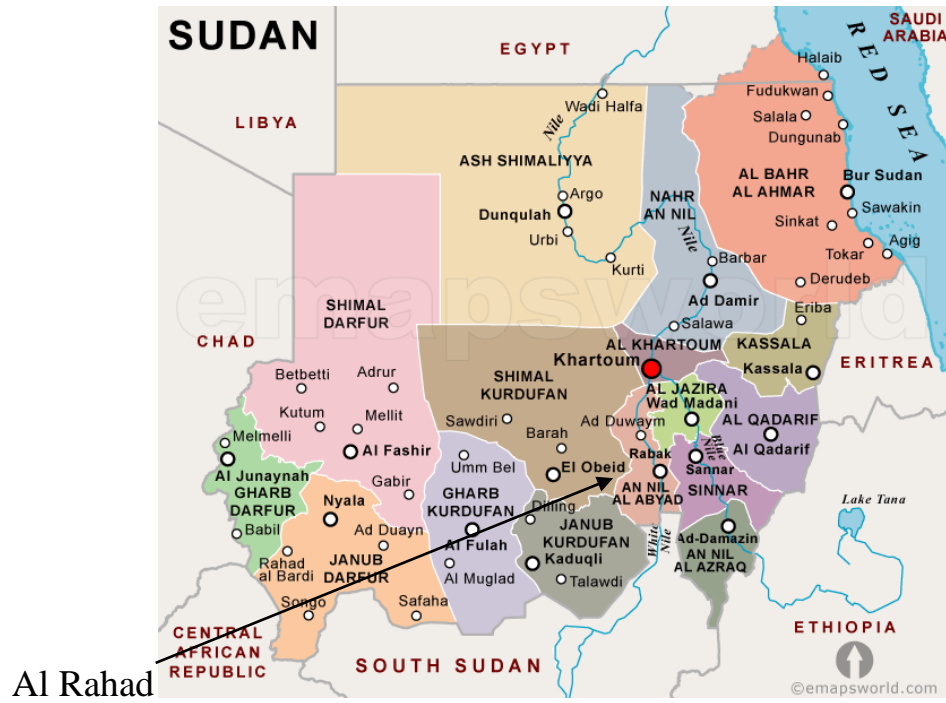 SUDAN
SAUDI
ARABIA
RED SEA
EGYPT
LIBYA
Halaib
Fudukwan
Salala
Dungunab
Wadi Halfa
Nile
ASH SHIMALIYYA
AL BAHR
AL AHMAR
Bur Sudan
NAHR
AN NIL
Argo
Dunqulah
Urbi
Kurti
Nile
Sawakin
Sinkat
Agig
Tokar
Barbar
Derudeb
Ad Damir
emapsworld
SHIMAL
DARFUR
Eriba
Salawa
CHAD
AL KHARTOUM
KASSALA
Khartoum
Kassala
ERITREA
SHIMAL
KURDUFAN
Betbetti
Adrur
AL JAZIRA
Wad Madani
Kutum
Mellit
Sawdiri
Ad Duwaym
AL QADARIF
Al Qadarif
Melmelli
Al Fashir
Barah
Rabak
Blue
Nile
Umm Bel
El Obeid
Sannar
Al Junaynah
GHARB
DARFUR
Gabir
GHARB
KURDUFAN
AN NIL
AL ABYAD
SINNAR
Nyala
Dilling
Lake Tana
Babil
Ad Duayn
Al Fulah
JANUB
KURDUFAN
Kaduqli
White
Nile
Ad-Damazin
AN NIL
AL AZRAQ
Rahad
al Bardi
JANUB
DARFUR
Al Muglad
Talawdi
Songo
Safaha
CENTRAL
AFRICAN
REPUBLIC
SOUTH SUDAN
ETHIOPIA
Al Rahad
©emapsworld.com